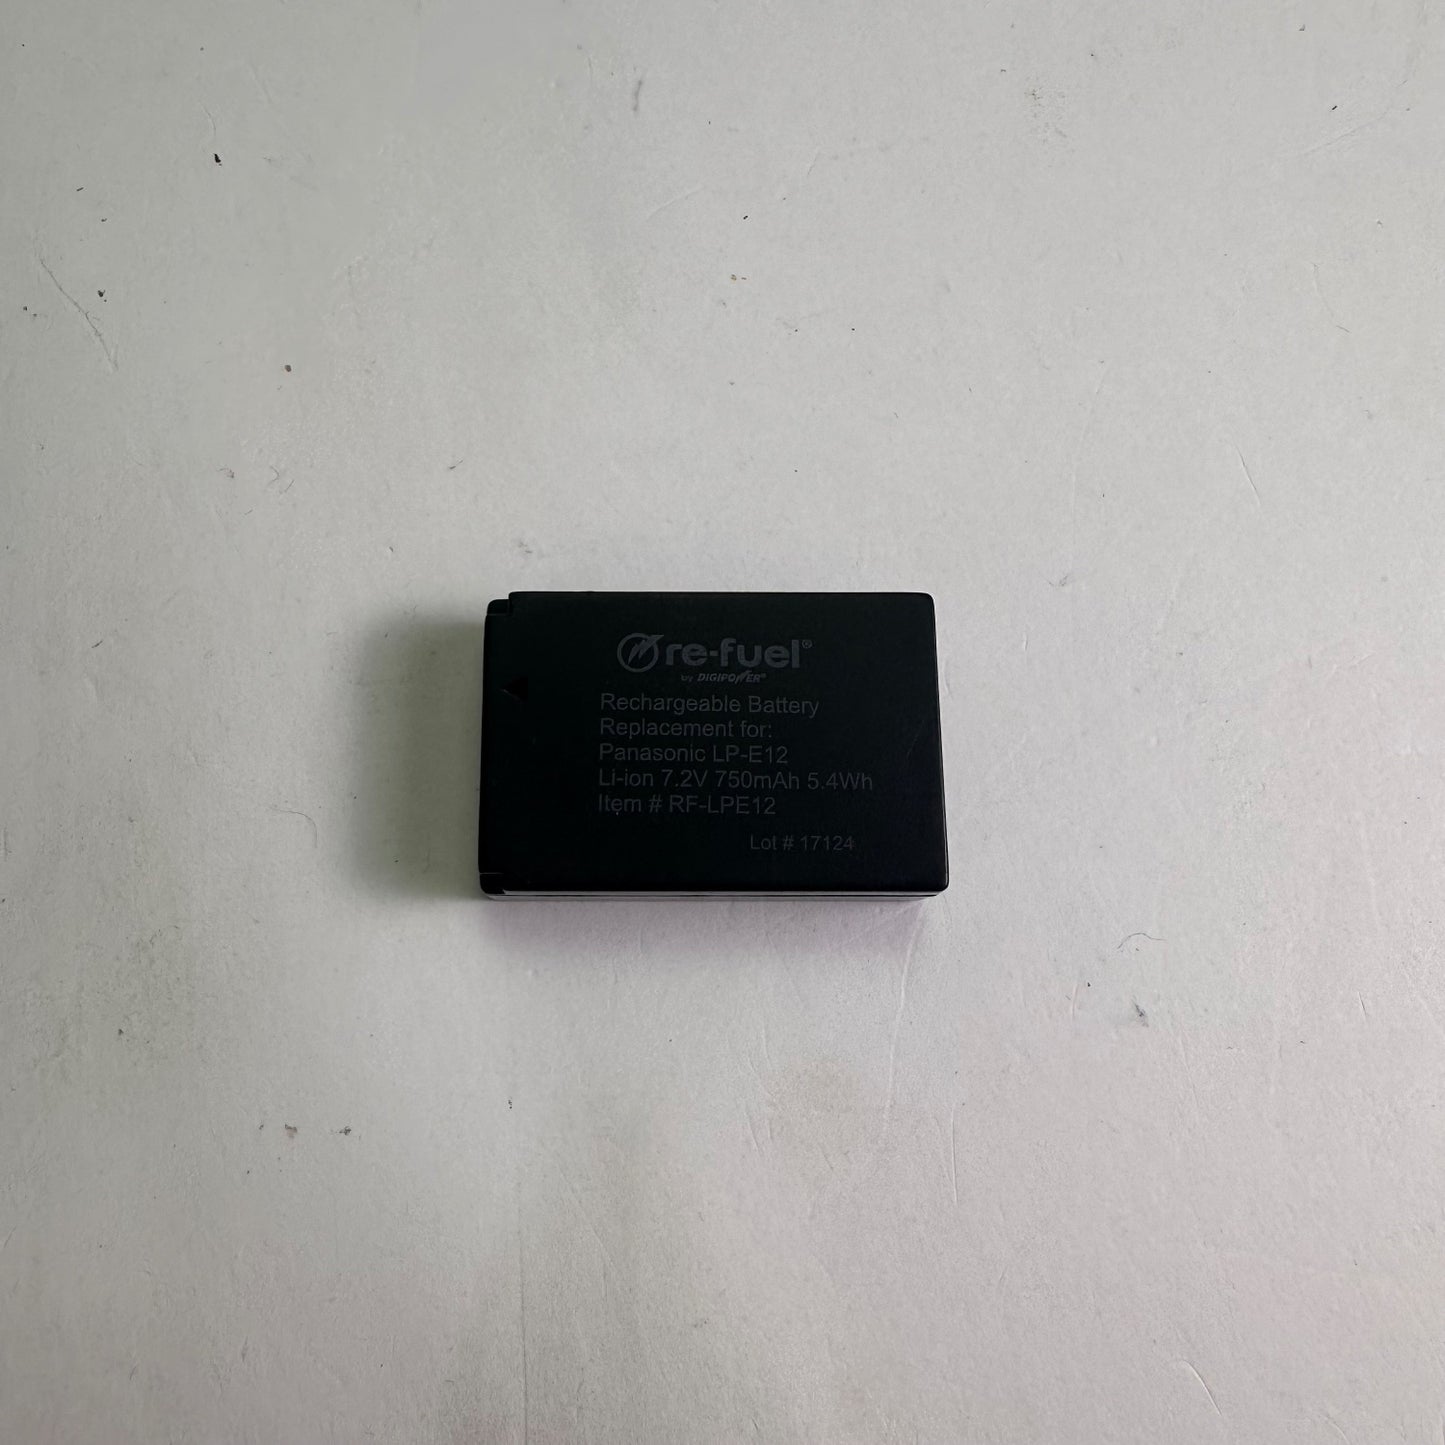 re-fuel®
by DIGIPOWER®
Rechargeable Battery
Replacement for:
Panasonic LP-E12
Li-ion 7.2V 750mAh 5.4Wh
Item # RF-LPE12
Lot # 17124